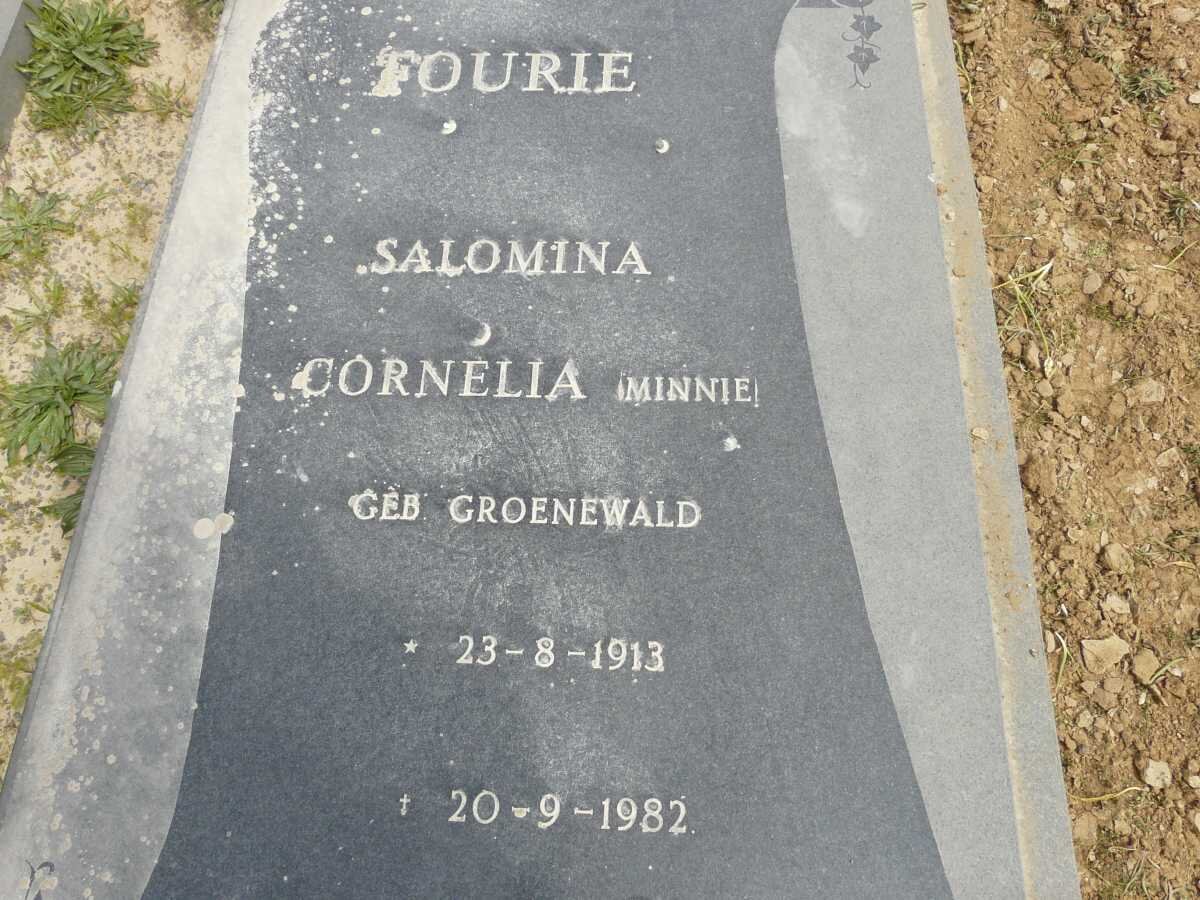 FOURIE
SALOMINA
CORNELIA (MINNIE)
GEB GROENEWALD
* 23-8-1913
† 20-9-1982